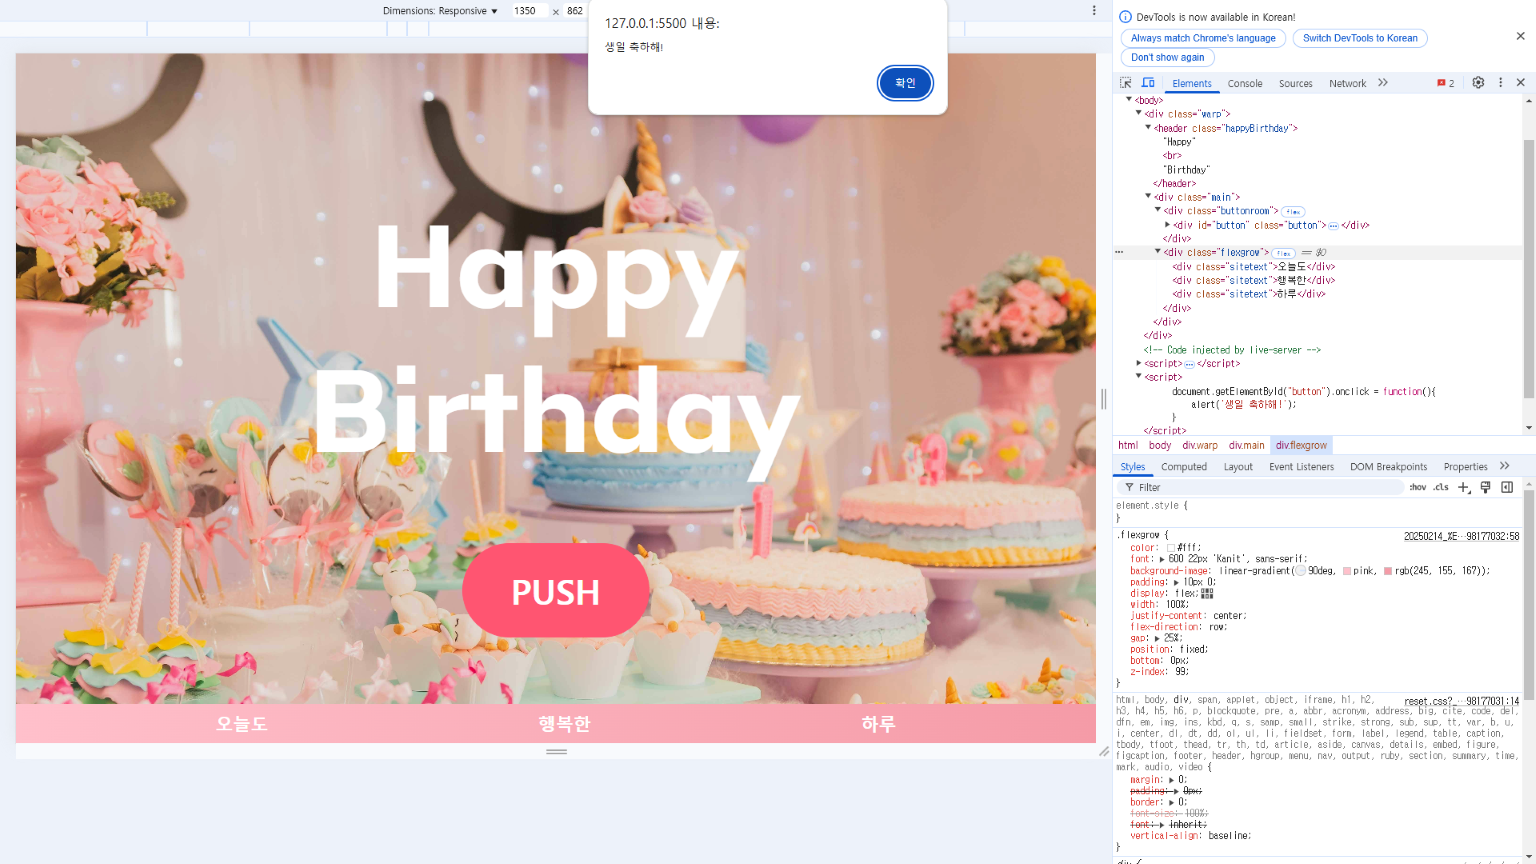 Dimensions: Responsive ▼ 1350 × 862
127.0.0.1:5500 내용:
생일 축하해!
확인
Happy
Birthday
PUSH
오늘도 행복한 하루
DevTools is now available in Korean!
Always match Chrome's language Switch DevTools to Korean
Don't show again
Elements Console Sources Network 2
<body>
<div class="warp">
<header class="happyBirthday">
"Happy"
<br>
"Birthday"
</header>
<div class="main">
<div class="buttonroom"> flex
<div id="button" class="button"> … </div>
</div>
<div class="flexgrow"> flex == $0
<div class="sitetext">오늘도</div>
<div class="sitetext">행복한</div>
<div class="sitetext">하루</div>
</div>
</div>
</div>
<!-- Code injected by live-server -->
<script> … </script>
<script>
document.getElementById("button").onclick = function(){
alert('생일 축하해!');
}
</script>
html body div.warp div.main div.flexgrow
Styles Computed Layout Event Listeners DOM Breakpoints Properties
Filter :hov .cls
element.style {
}
.flexgrow { 20250214_%E…98177032:58
color: #fff;
font: 600 22px 'Kanit', sans-serif;
background-image: linear-gradient(90deg, pink, rgb(245, 155, 167));
padding: 10px 0;
display: flex;
width: 100%;
justify-content: center;
flex-direction: row;
gap: 25%;
position: fixed;
bottom: 0px;
z-index: 99;
}
html, body, div, span, applet, object, iframe, h1, h2, reset.css?_…98177031:14
h3, h4, h5, h6, p, blockquote, pre, a, abbr, acronym, address, big, cite, code, del,
dfn, em, img, ins, kbd, q, s, samp, small, strike, strong, sub, sup, tt, var, b, u,
i, center, dl, dt, dd, ol, ul, li, fieldset, form, label, legend, table, caption,
tbody, tfoot, thead, tr, th, td, article, aside, canvas, details, embed, figure,
figcaption, footer, header, hgroup, menu, nav, output, ruby, section, summary, time,
mark, audio, video {
margin: 0;
padding: 0px;
border: 0;
font-size: 100%;
font: inherit;
vertical-align: baseline;
}